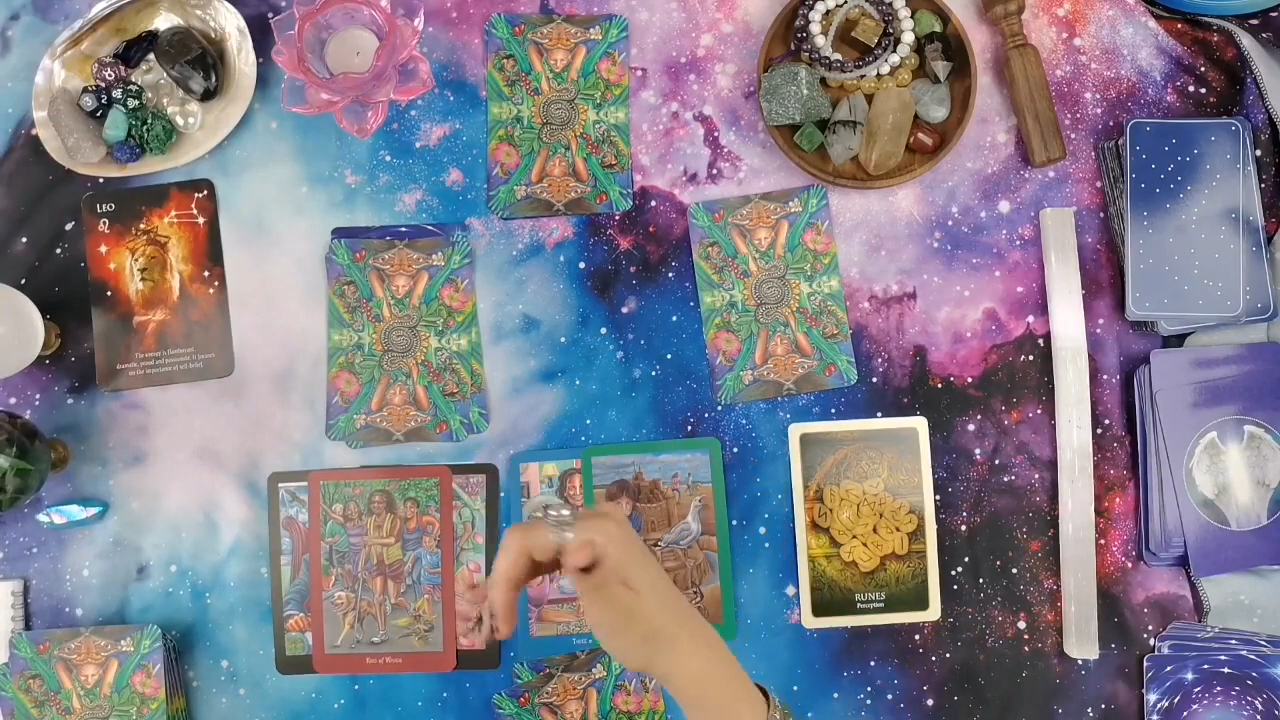 LEO
The energy is flamboyant,
dramatic, proud and passionate. It focuses
on the importance of self-belief.
King of Wands
RUNES
Perception